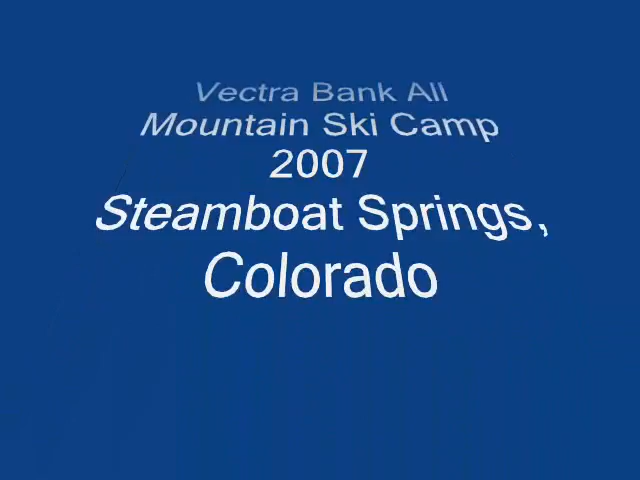 Vectra Bank All
Mountain Ski Camp
2007
Steamboat Springs,
Colorado